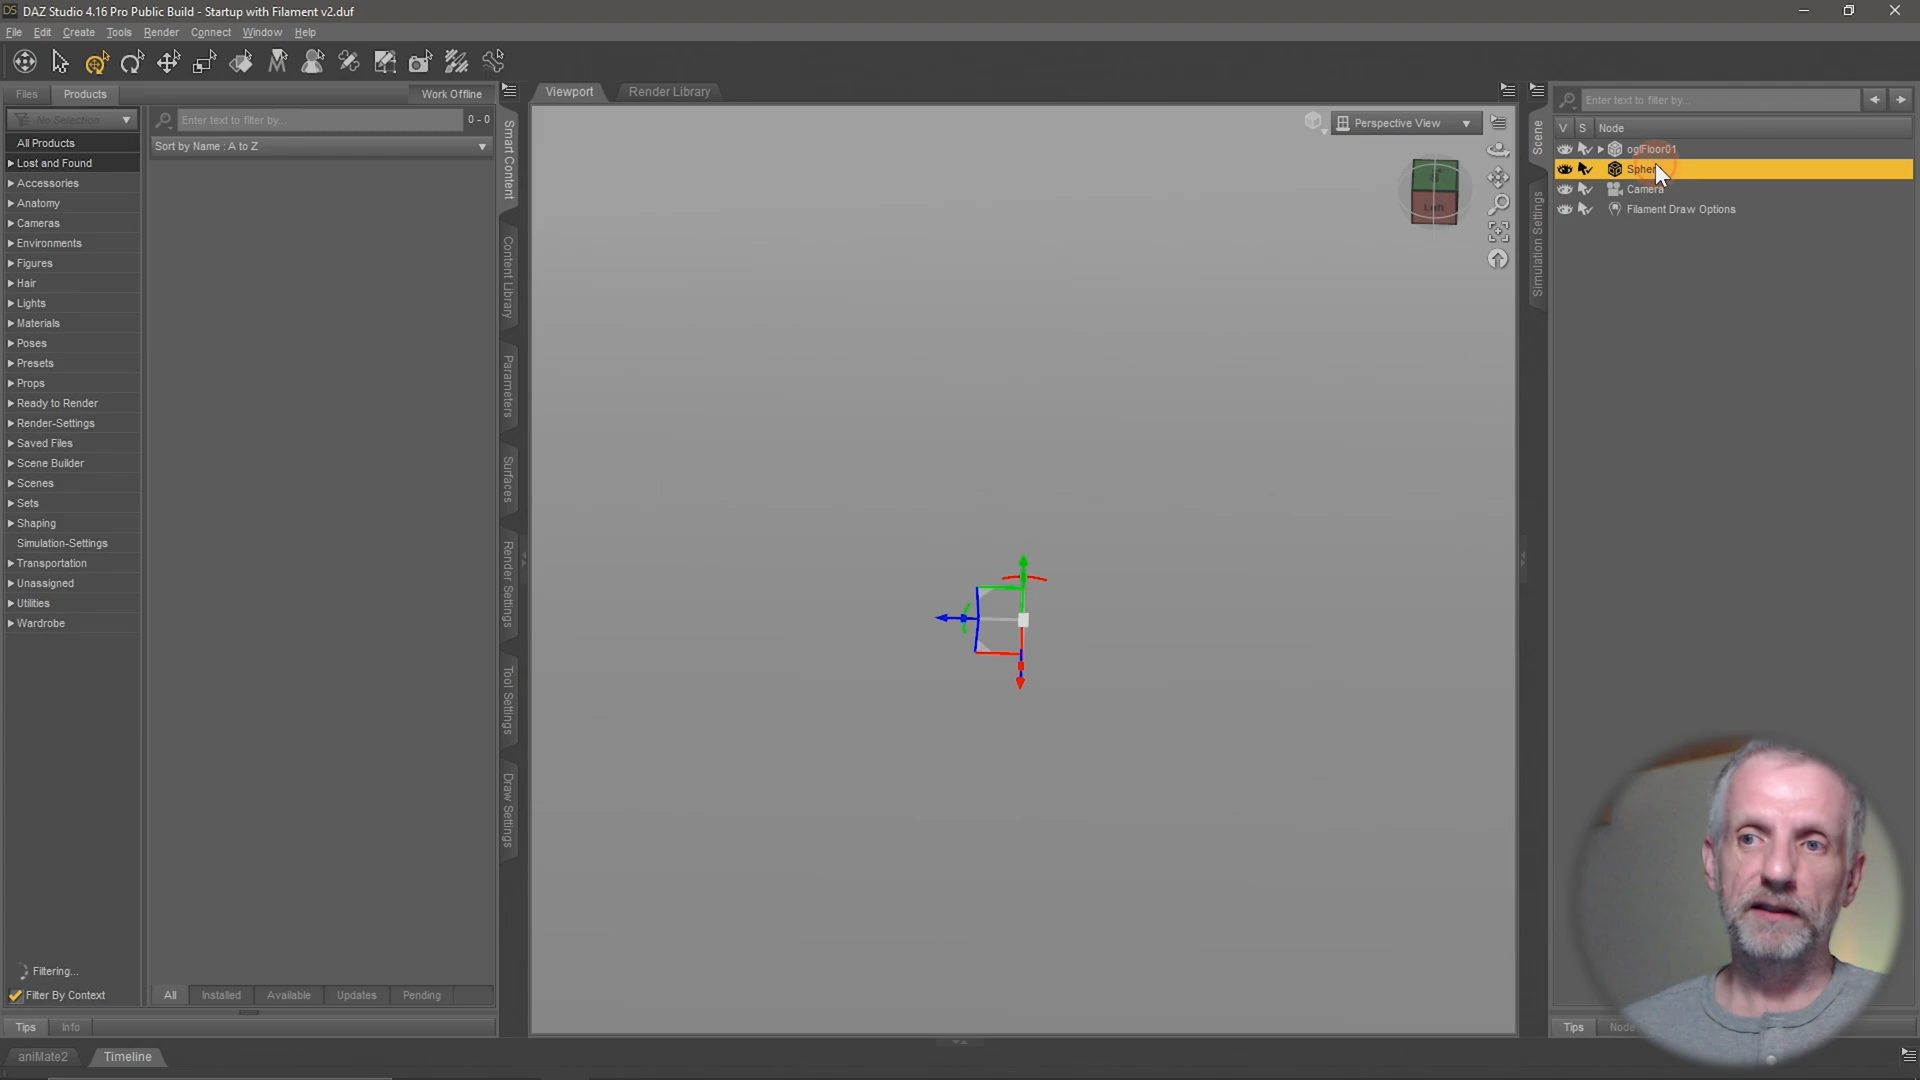 DAZ Studio 4.16 Pro Public Build - Startup with Filament v2.duf
File Edit Create Tools Render Connect Window Help
Files Products Work Offline
Viewport Render Library
No Selection
Enter text to filter by...
0 - 0
Sort by Name : A to Z
All Products
Lost and Found
Accessories
Anatomy
Cameras
Environments
Figures
Hair
Lights
Materials
Poses
Presets
Props
Ready to Render
Render-Settings
Saved Files
Scene Builder
Scenes
Sets
Shaping
Simulation-Settings
Transportation
Unassigned
Utilities
Wardrobe
Filtering...
Filter By Context
All Installed Available Updates Pending
Tips Info
aniMate2 Timeline
Smart Content
Content Library
Parameters
Surfaces
Render Settings
Tool Settings
Draw Settings
Perspective View
Left
Scene
Simulation Settings
Enter text to filter by...
V S Node
oglFloor01
Camera
Filament Draw Options
Tips